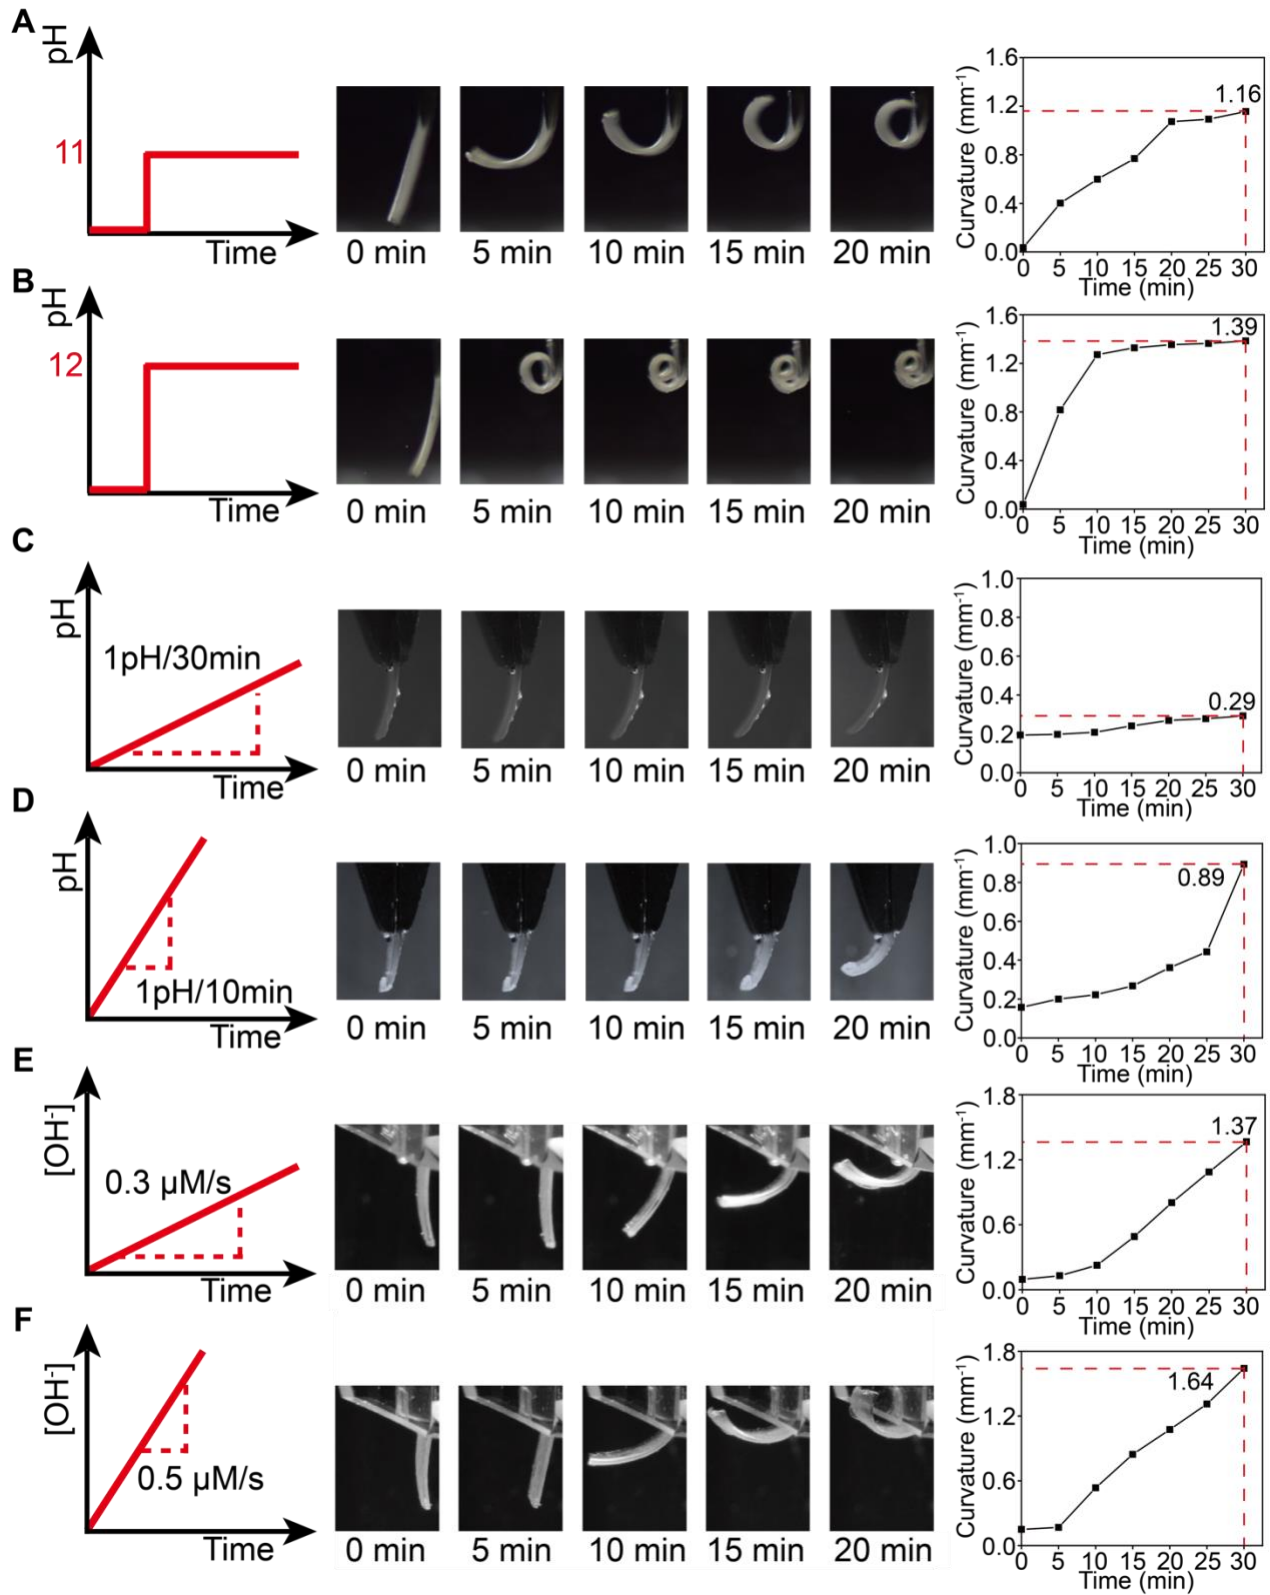 A
pH
11
Time
0 min 5 min 10 min 15 min 20 min
Curvature (mm⁻¹)
1.6
1.2
0.8
0.4
0.0
1.16
0 5 10 15 20 25 30
Time (min)
B
pH
12
Time
0 min 5 min 10 min 15 min 20 min
Curvature (mm⁻¹)
1.6
1.2
0.8
0.4
0.0
1.39
0 5 10 15 20 25 30
Time (min)
C
pH
1pH/30min
Time
0 min 5 min 10 min 15 min 20 min
Curvature (mm⁻¹)
1.0
0.8
0.6
0.4
0.2
0.0
0.29
0 5 10 15 20 25 30
Time (min)
D
pH
1pH/10min
Time
0 min 5 min 10 min 15 min 20 min
Curvature (mm⁻¹)
1.0
0.8
0.6
0.4
0.2
0.0
0.89
0 5 10 15 20 25 30
Time (min)
E
[OH⁻]
0.3 µM/s
Time
0 min 5 min 10 min 15 min 20 min
Curvature (mm⁻¹)
1.8
1.2
0.6
0.0
1.37
0 5 10 15 20 25 30
Time (min)
F
[OH⁻]
0.5 µM/s
Time
0 min 5 min 10 min 15 min 20 min
Curvature (mm⁻¹)
1.8
1.2
0.6
0.0
1.64
0 5 10 15 20 25 30
Time (min)